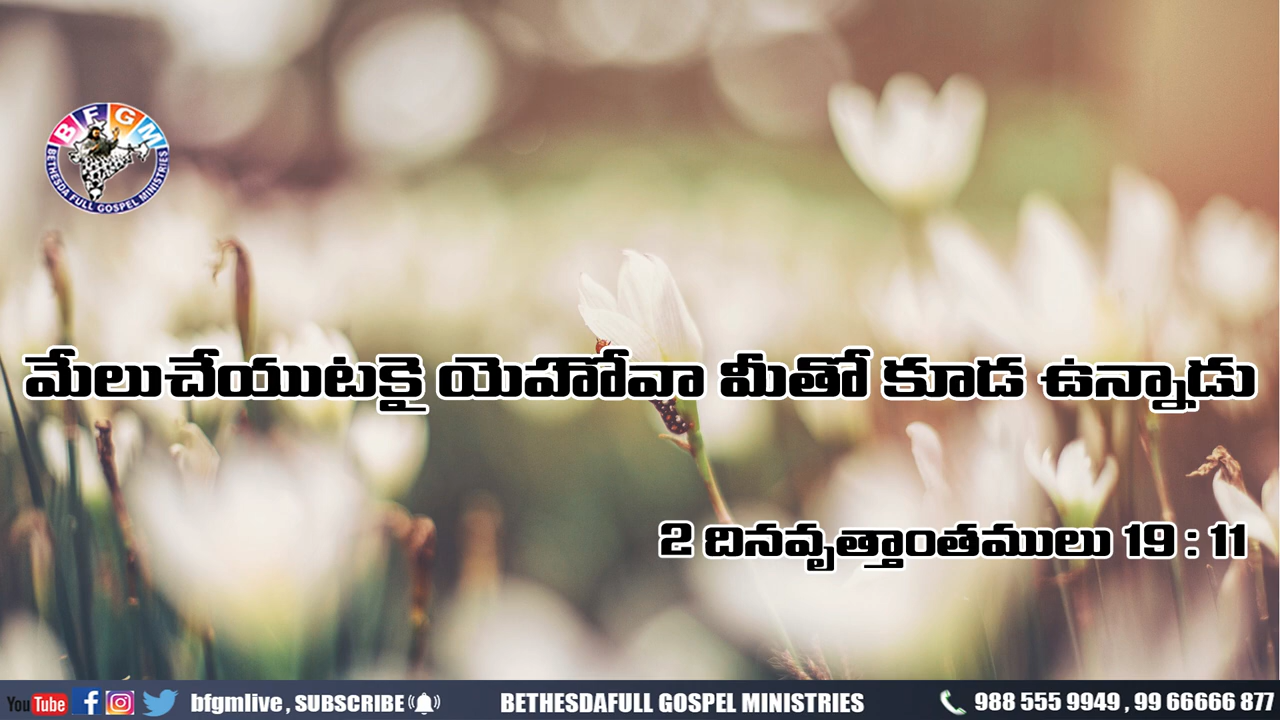 BFGM
BETHESDA FULL GOSPEL MINISTRIES
మేలుచేయుటకై యెహోవా మీతో కూడ ఉన్నాడు
2 దినవృత్తాంతములు 19 : 11
YouTube bfgmlive , SUBSCRIBE BETHESDAFULL GOSPEL MINISTRIES 988 555 9949 , 99 66666 877